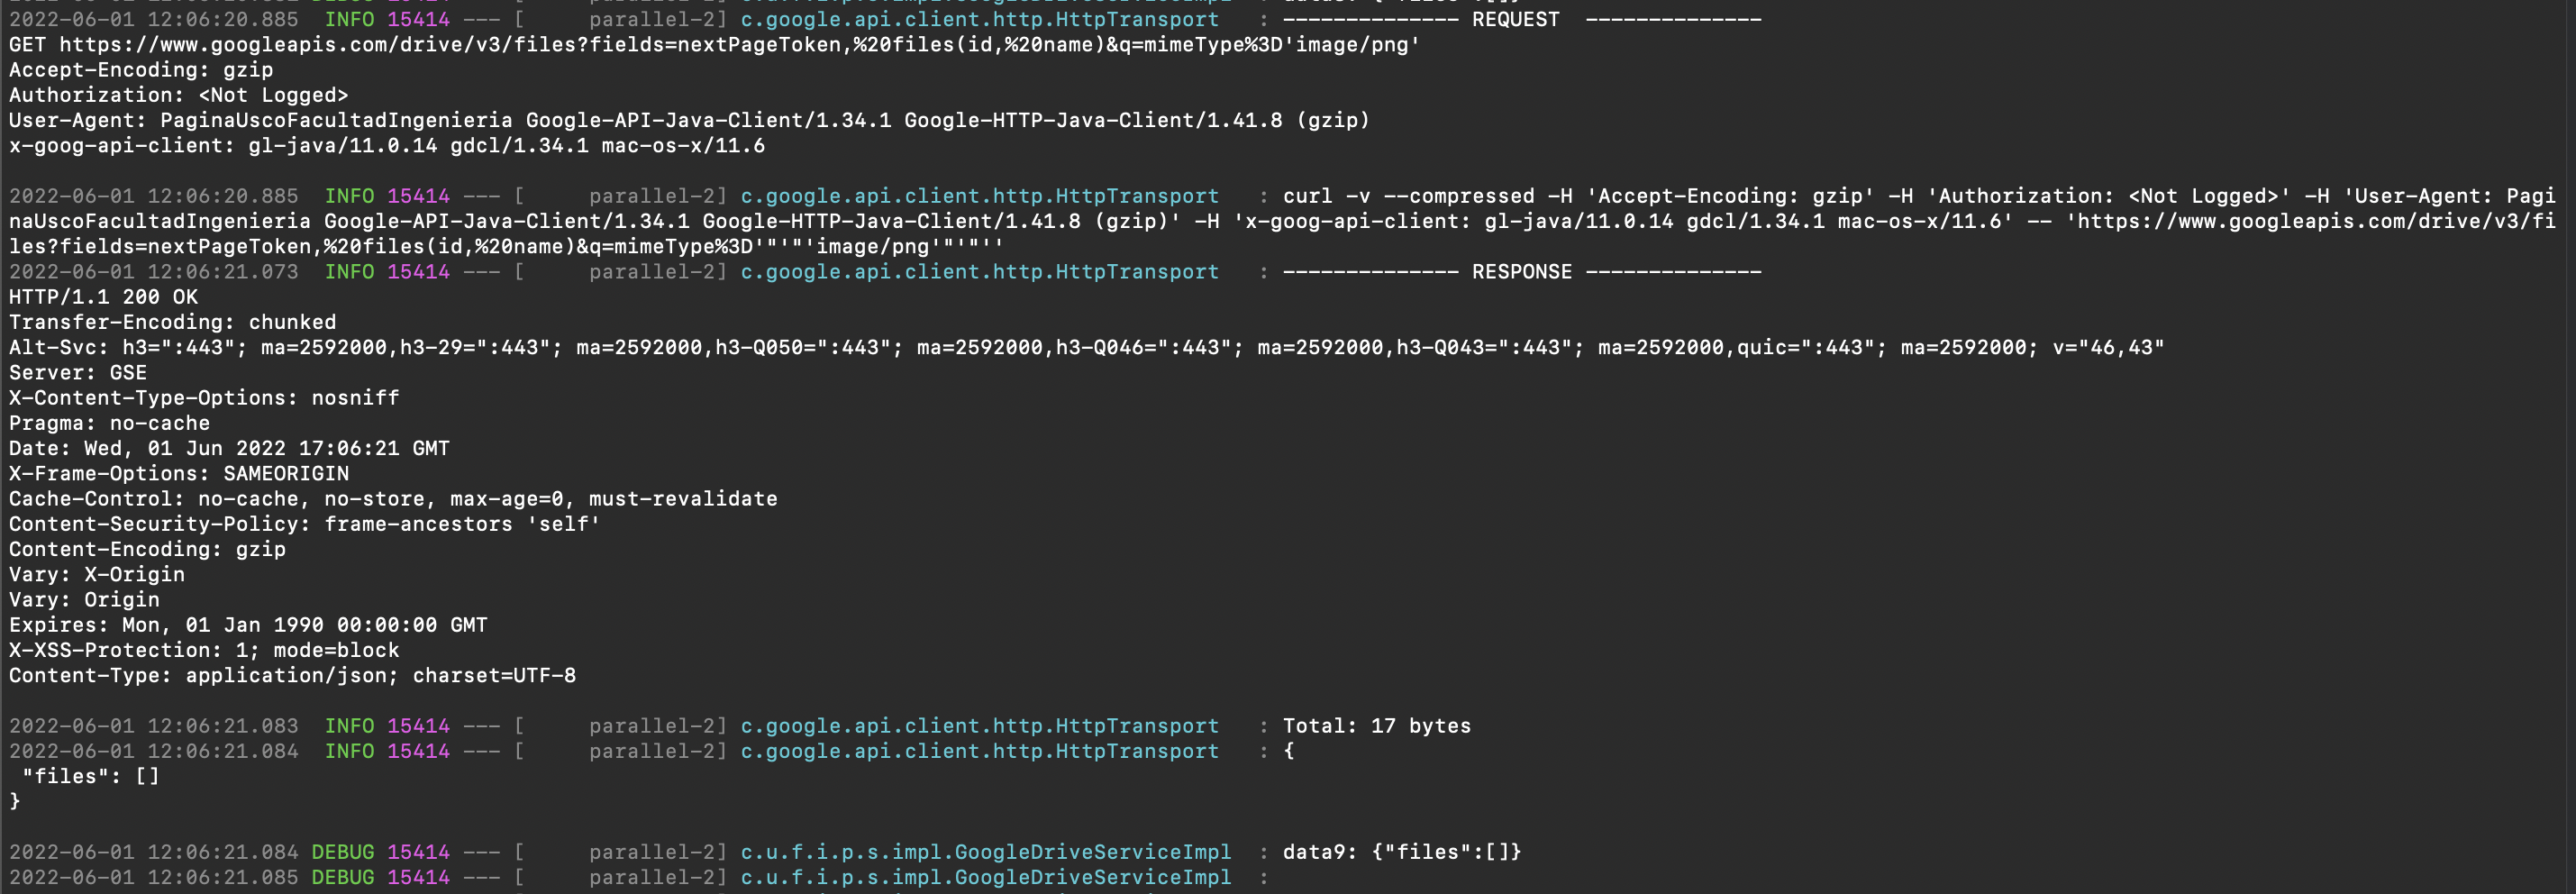 2022-06-01 12:06:20.885  INFO 15414 --- [     parallel-2] c.google.api.client.http.HttpTransport   : -------------- REQUEST  --------------
GET https://www.googleapis.com/drive/v3/files?fields=nextPageToken,%20files(id,%20name)&q=mimeType%3D'image/png'
Accept-Encoding: gzip
Authorization: <Not Logged>
User-Agent: PaginaUscoFacultadIngenieria Google-API-Java-Client/1.34.1 Google-HTTP-Java-Client/1.41.8 (gzip)
x-goog-api-client: gl-java/11.0.14 gdcl/1.34.1 mac-os-x/11.6
2022-06-01 12:06:20.885  INFO 15414 --- [     parallel-2] c.google.api.client.http.HttpTransport   : curl -v --compressed -H 'Accept-Encoding: gzip' -H 'Authorization: <Not Logged>' -H 'User-Agent: Pagi
naUscoFacultadIngenieria Google-API-Java-Client/1.34.1 Google-HTTP-Java-Client/1.41.8 (gzip)' -H 'x-goog-api-client: gl-java/11.0.14 gdcl/1.34.1 mac-os-x/11.6' -- 'https://www.googleapis.com/drive/v3/fi
les?fields=nextPageToken,%20files(id,%20name)&q=mimeType%3D'"'"'image/png'"'"''
2022-06-01 12:06:21.073  INFO 15414 --- [     parallel-2] c.google.api.client.http.HttpTransport   : -------------- RESPONSE --------------
HTTP/1.1 200 OK
Transfer-Encoding: chunked
Alt-Svc: h3=":443"; ma=2592000,h3-29=":443"; ma=2592000,h3-Q050=":443"; ma=2592000,h3-Q046=":443"; ma=2592000,h3-Q043=":443"; ma=2592000,quic=":443"; ma=2592000; v="46,43"
Server: GSE
X-Content-Type-Options: nosniff
Pragma: no-cache
Date: Wed, 01 Jun 2022 17:06:21 GMT
X-Frame-Options: SAMEORIGIN
Cache-Control: no-cache, no-store, max-age=0, must-revalidate
Content-Security-Policy: frame-ancestors 'self'
Content-Encoding: gzip
Vary: X-Origin
Vary: Origin
Expires: Mon, 01 Jan 1990 00:00:00 GMT
X-XSS-Protection: 1; mode=block
Content-Type: application/json; charset=UTF-8
2022-06-01 12:06:21.083  INFO 15414 --- [     parallel-2] c.google.api.client.http.HttpTransport   : Total: 17 bytes
2022-06-01 12:06:21.084  INFO 15414 --- [     parallel-2] c.google.api.client.http.HttpTransport   : {
 "files": []
}
2022-06-01 12:06:21.084 DEBUG 15414 --- [     parallel-2] c.u.f.i.p.s.impl.GoogleDriveServiceImpl  : data9: {"files":[]}
2022-06-01 12:06:21.085 DEBUG 15414 --- [     parallel-2] c.u.f.i.p.s.impl.GoogleDriveServiceImpl  :